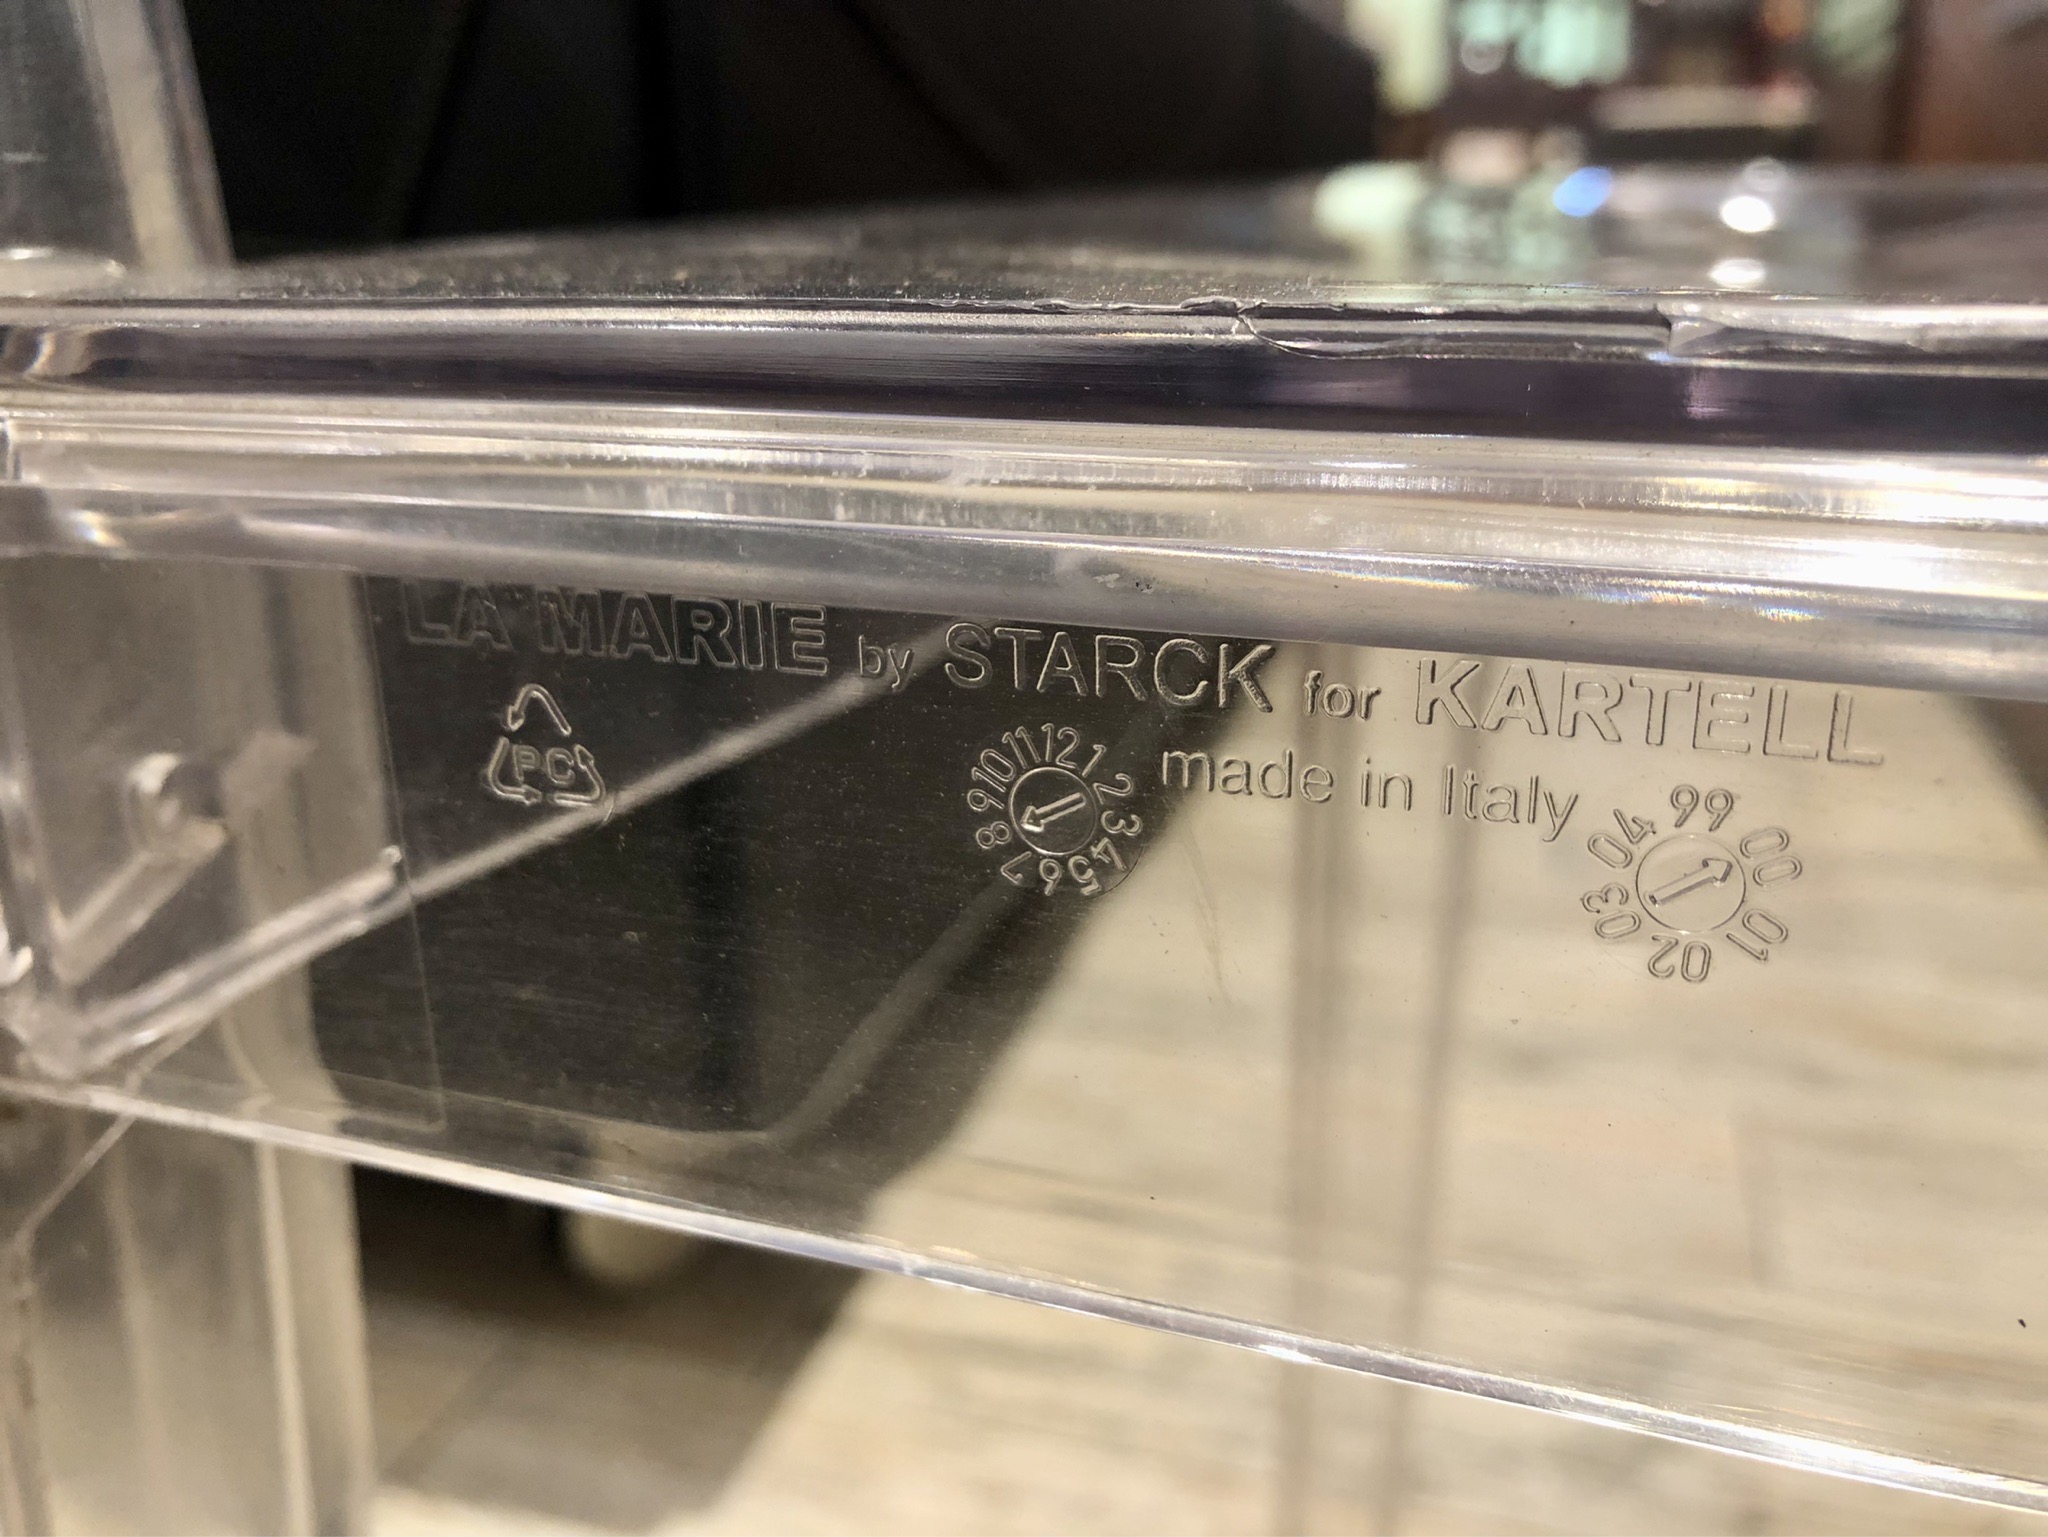 LA MARIE by STARCK for KARTELL
PC
made in Italy
1 2 3 4 5 6 7 8 9 10 11 12
99 00 01 02 03 04